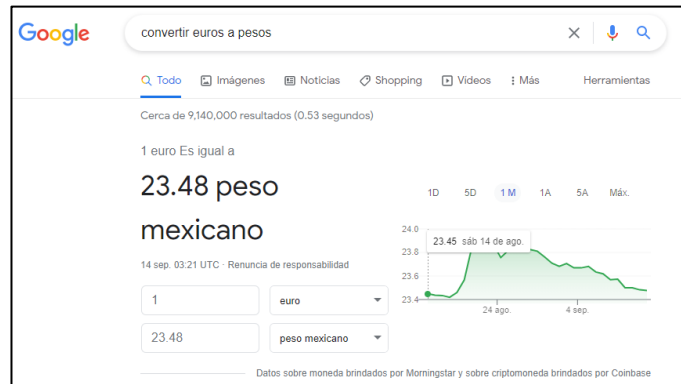 Google
convertir euros a pesos
Todo Imágenes Noticias Shopping Videos Más Herramientas
Cerca de 9,140,000 resultados (0.53 segundos)
1 euro Es igual a
23.48 peso
mexicano
14 sep. 03:21 UTC · Renuncia de responsabilidad
1 euro
23.48 peso mexicano
1D 5D 1 M 1A 5A Máx.
24.0
23.45 sáb 14 de ago.
23.8
23.6
23.4
24 ago. 4 sep.
Datos sobre moneda brindados por Morningstar y sobre criptomoneda brindados por Coinbase